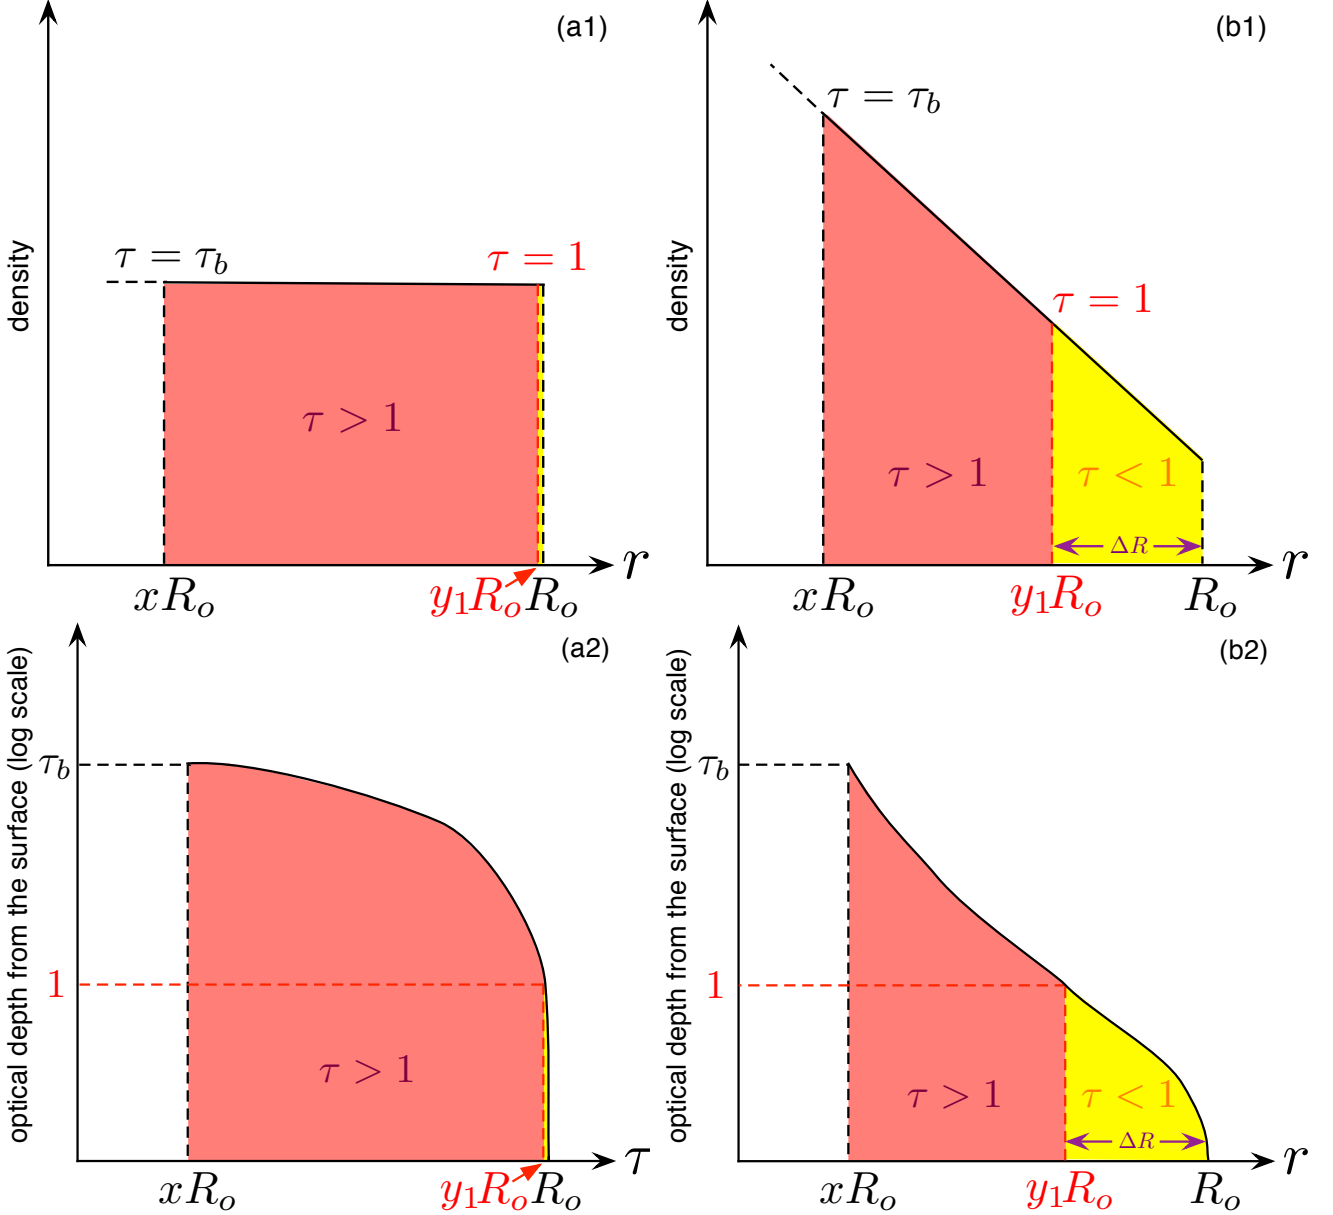 (a1)
density
τ = τ_b
τ = 1
τ > 1
r
xR_o
y_1R_o
R_o
(b1)
density
τ = τ_b
τ = 1
τ > 1
τ < 1
ΔR
r
xR_o
y_1R_o
R_o
(a2)
optical depth from the surface (log scale)
τ_b
1
τ > 1
τ
xR_o
y_1R_o
R_o
(b2)
optical depth from the surface (log scale)
τ_b
1
τ > 1
τ < 1
ΔR
r
xR_o
y_1R_o
R_o